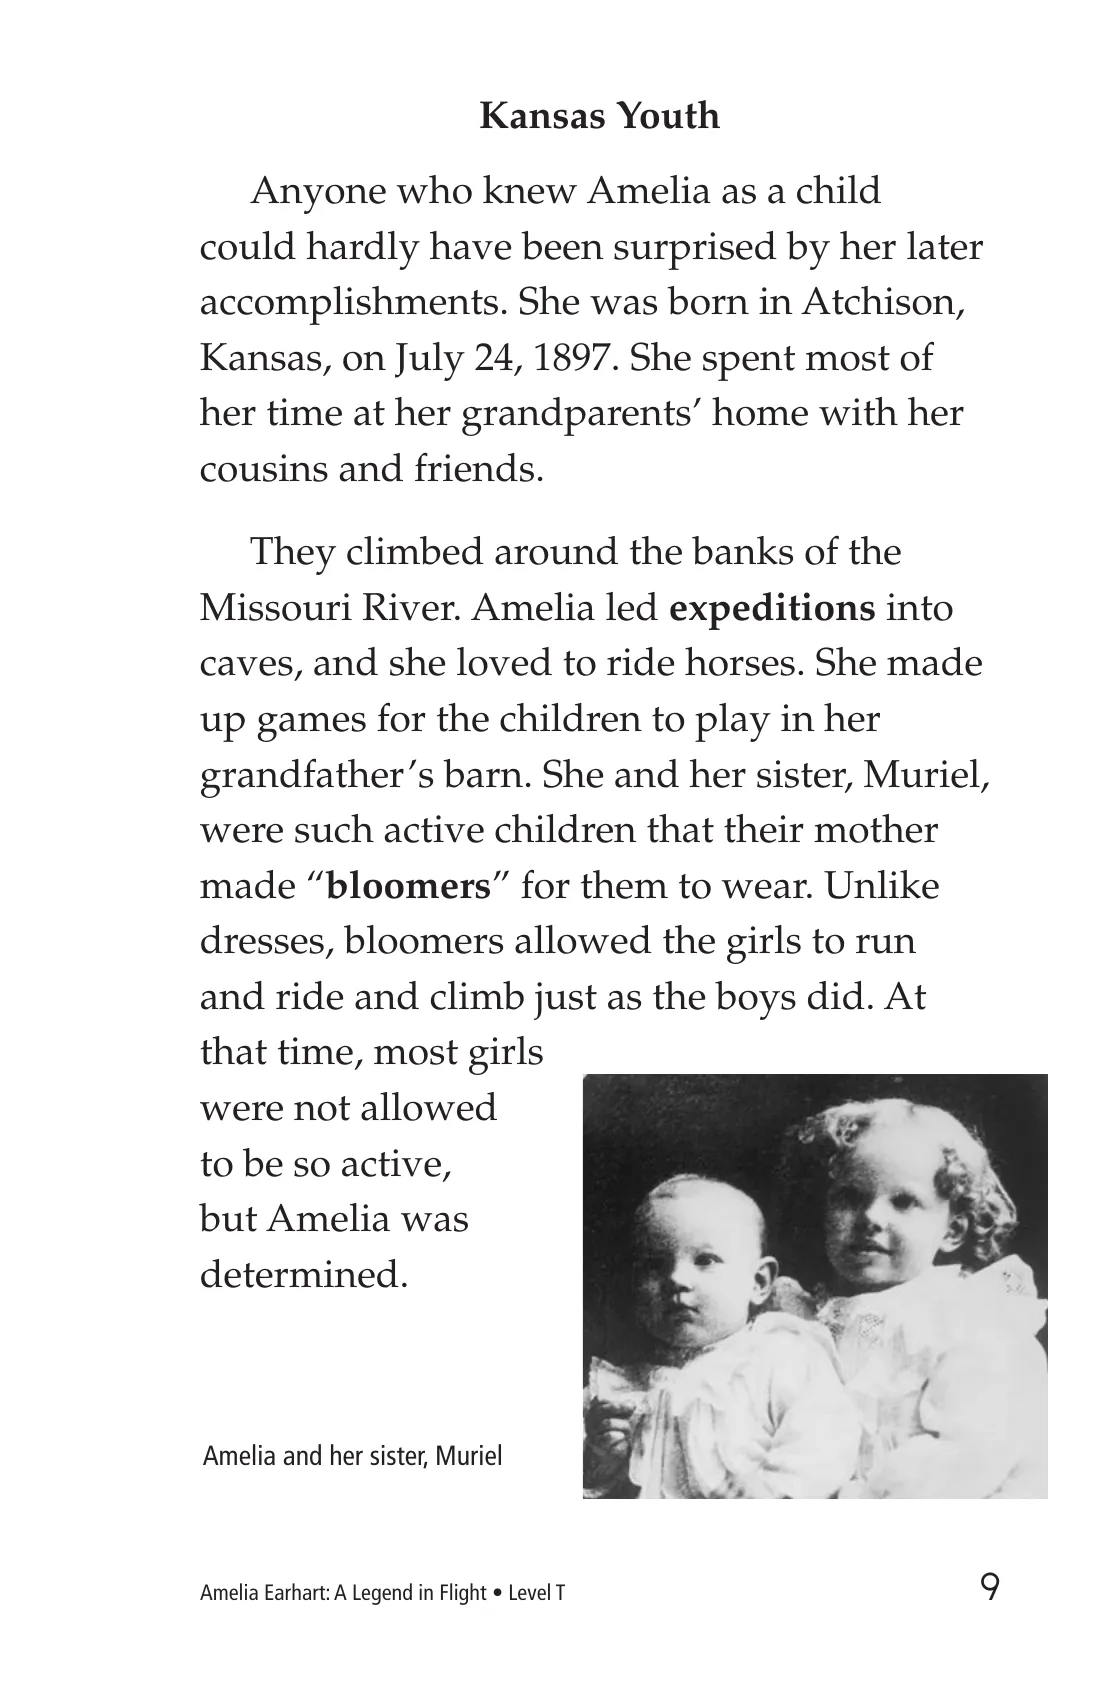 Kansas Youth
Anyone who knew Amelia as a child
could hardly have been surprised by her later
accomplishments. She was born in Atchison,
Kansas, on July 24, 1897. She spent most of
her time at her grandparents’ home with her
cousins and friends.
They climbed around the banks of the
Missouri River. Amelia led expeditions into
caves, and she loved to ride horses. She made
up games for the children to play in her
grandfather’s barn. She and her sister, Muriel,
were such active children that their mother
made “bloomers” for them to wear. Unlike
dresses, bloomers allowed the girls to run
and ride and climb just as the boys did. At
that time, most girls
were not allowed
to be so active,
but Amelia was
determined.
Amelia and her sister, Muriel
Amelia Earhart: A Legend in Flight • Level T
9